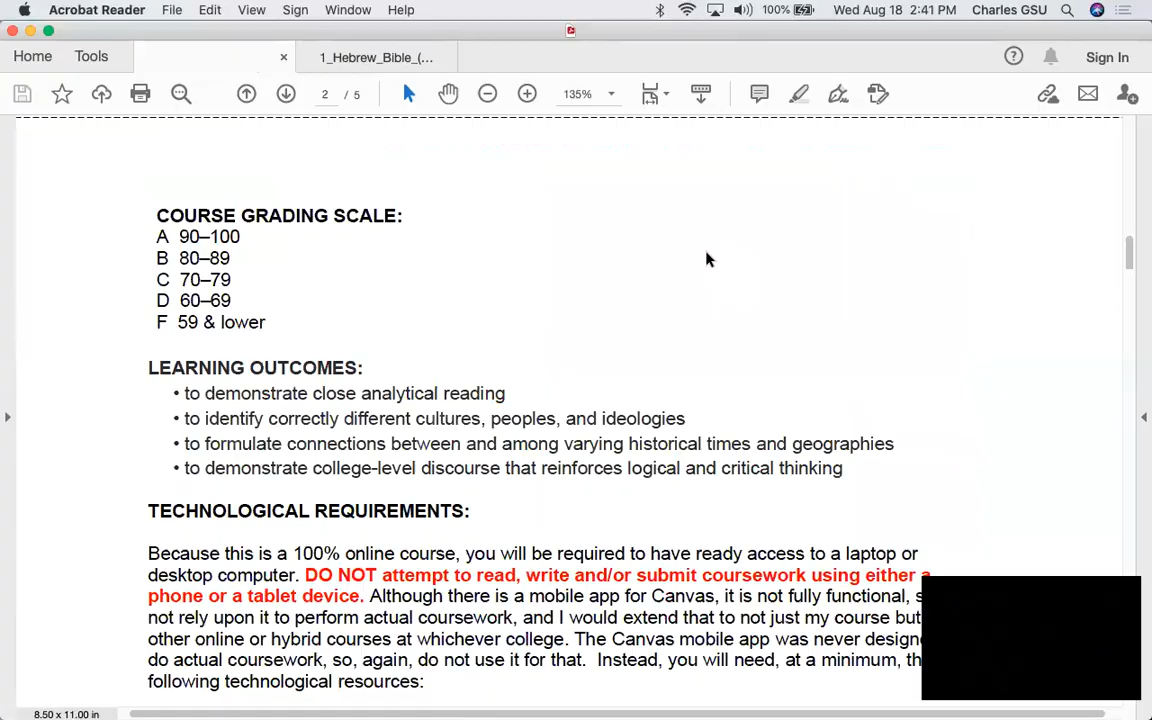 Acrobat Reader File Edit View Sign Window Help 100% Wed Aug 18 2:41 PM Charles GSU
Home Tools 1_Hebrew_Bible_(... Sign In
2 / 5 135%
COURSE GRADING SCALE:
A 90–100
B 80–89
C 70–79
D 60–69
F 59 & lower
LEARNING OUTCOMES:
• to demonstrate close analytical reading
• to identify correctly different cultures, peoples, and ideologies
• to formulate connections between and among varying historical times and geographies
• to demonstrate college-level discourse that reinforces logical and critical thinking
TECHNOLOGICAL REQUIREMENTS:
Because this is a 100% online course, you will be required to have ready access to a laptop or
desktop computer. DO NOT attempt to read, write and/or submit coursework using either a
phone or a tablet device. Although there is a mobile app for Canvas, it is not fully functional,
not rely upon it to perform actual coursework, and I would extend that to not just my course but
other online or hybrid courses at whichever college. The Canvas mobile app was never
do actual coursework, so, again, do not use it for that. Instead, you will need, at a minimum,
following technological resources:
8.50 x 11.00 in